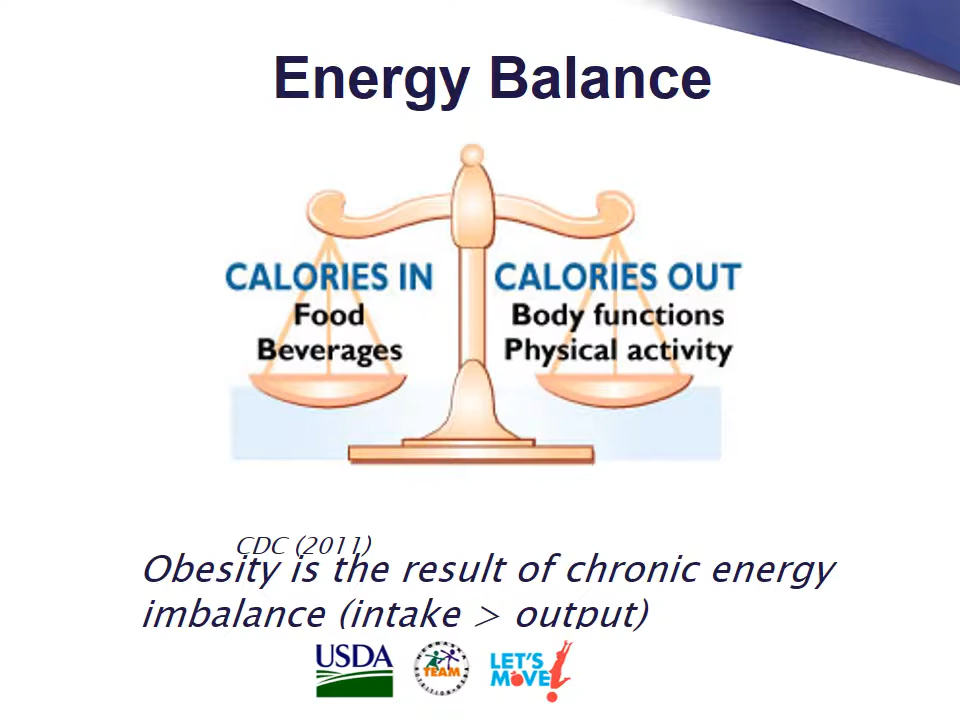 Energy Balance
CALORIES IN
Food
Beverages
CALORIES OUT
Body functions
Physical activity
CDC (2011)
Obesity is the result of chronic energy
imbalance (intake > output)
USDA
TEAM
LET'S
MOVE!